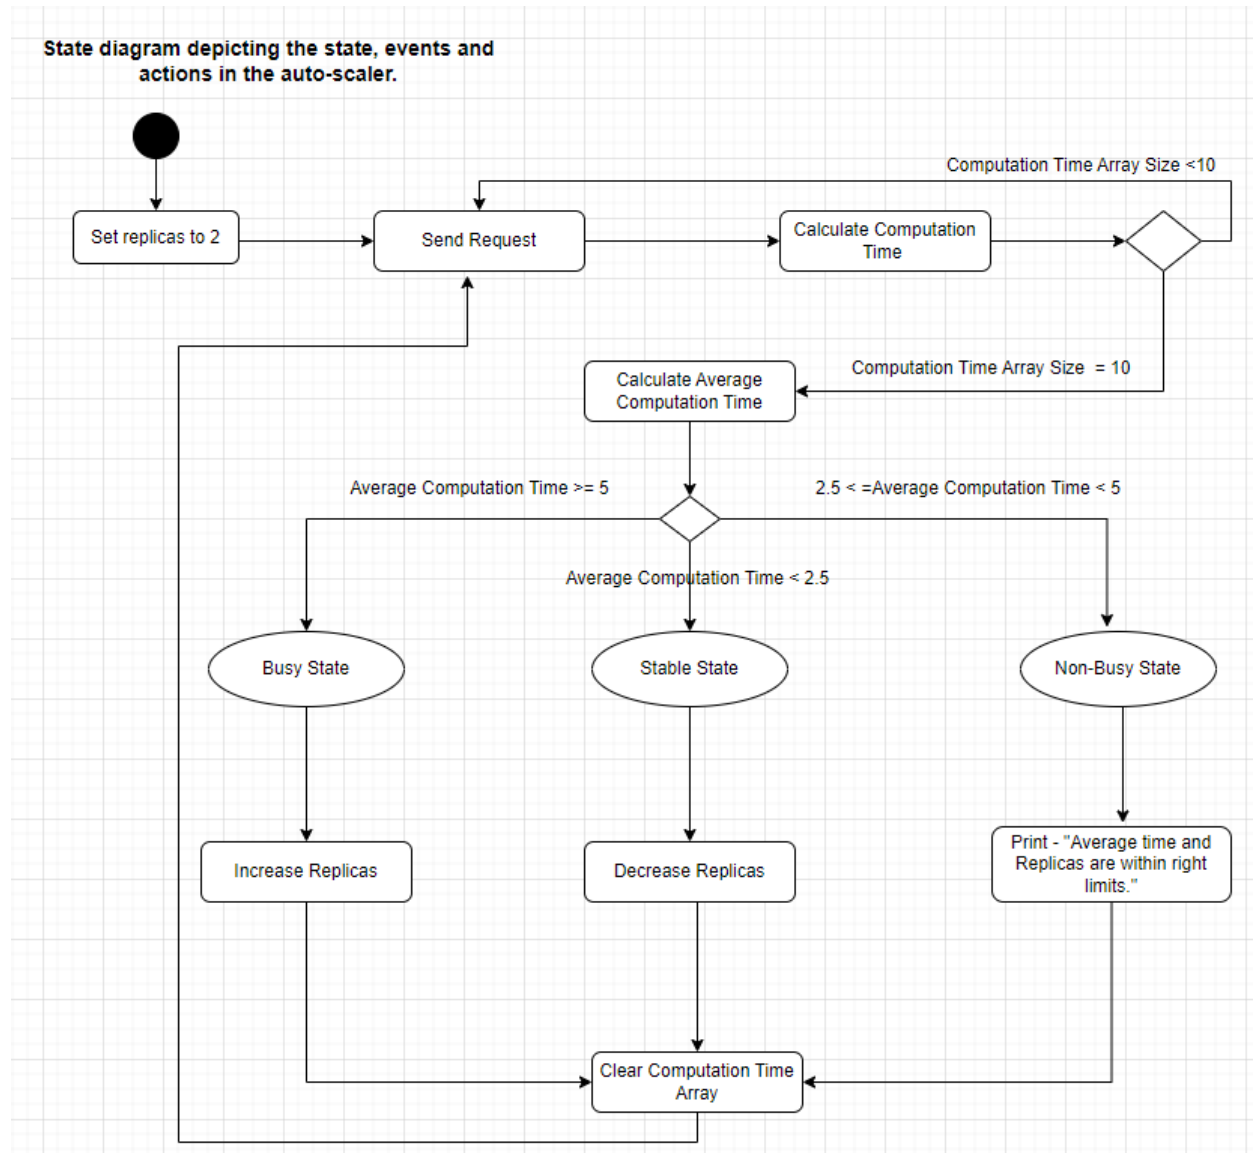 State diagram depicting the state, events and
actions in the auto-scaler.
Computation Time Array Size <10
Set replicas to 2
Send Request
Calculate Computation
Time
Calculate Average
Computation Time
Computation Time Array Size  = 10
Average Computation Time >= 5
2.5 < =Average Computation Time < 5
Average Computation Time < 2.5
Busy State
Stable State
Non-Busy State
Increase Replicas
Decrease Replicas
Print - "Average time and
Replicas are within right
limits."
Clear Computation Time
Array